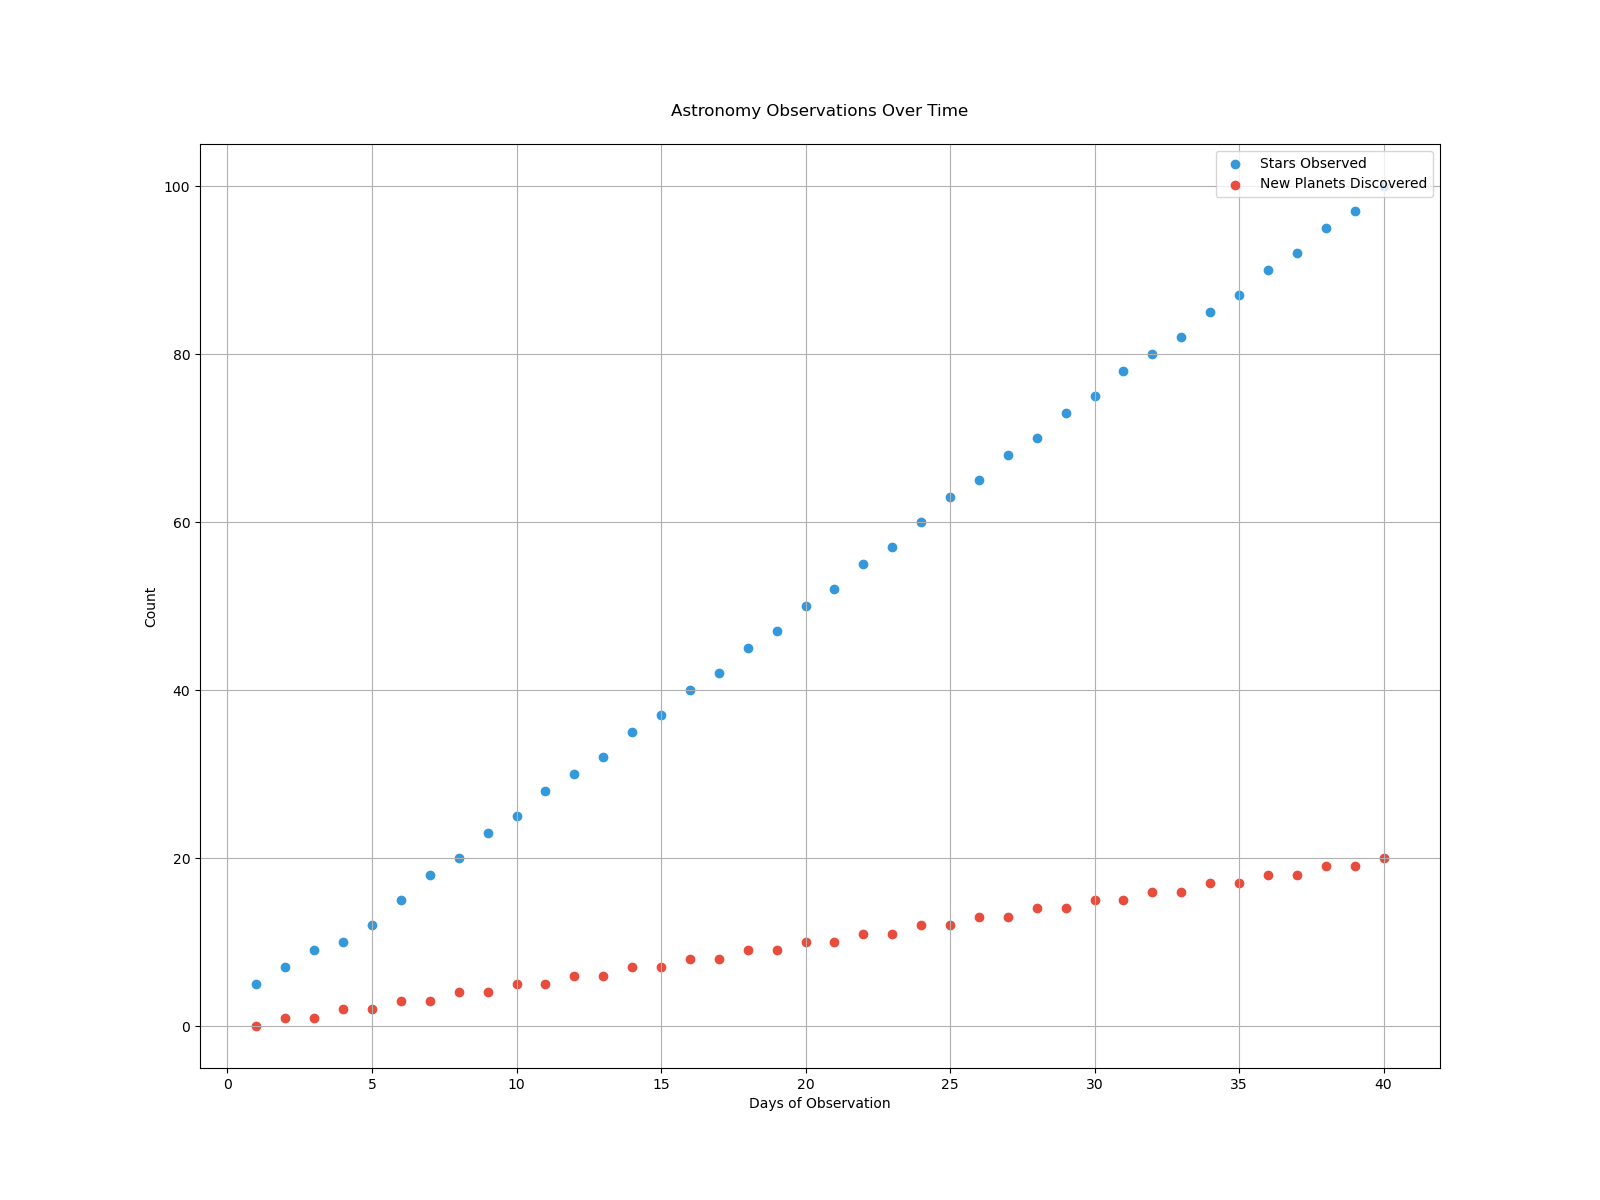 Astronomy Observations Over Time
Stars Observed
New Planets Discovered
100
80
60
40
20
0
Count
0 5 10 15 20 25 30 35 40
Days of Observation